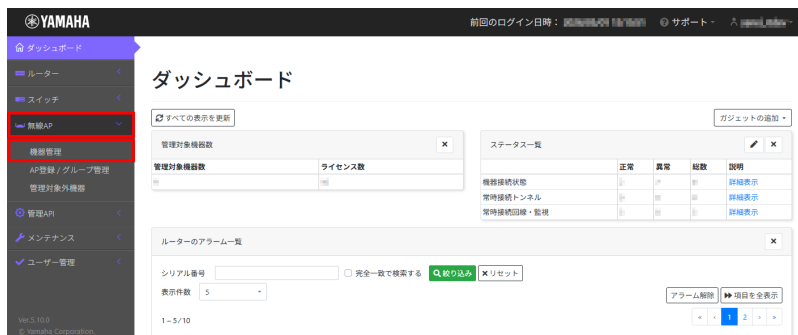 YAMAHA
前回のログイン日時：
サポート
ダッシュボード
ルーター
スイッチ
無線AP
機器管理
AP登録 / グループ管理
管理対象外機器
管理API
メンテナンス
ユーザー管理
Ver.5.10.0
© Yamaha Corporation.
ダッシュボード
すべての表示を更新
ガジェットの追加
管理対象機器数
管理対象機器数 ライセンス数
ステータス一覧
正常 異常 総数 説明
機器接続状態 詳細表示
常時接続トンネル 詳細表示
常時接続回線・監視 詳細表示
ルーターのアラーム一覧
シリアル番号 完全一致で検索する 絞り込み リセット
表示件数 5
アラーム解除 項目を全表示
1 – 5 / 10
« ‹ 1 2 › »